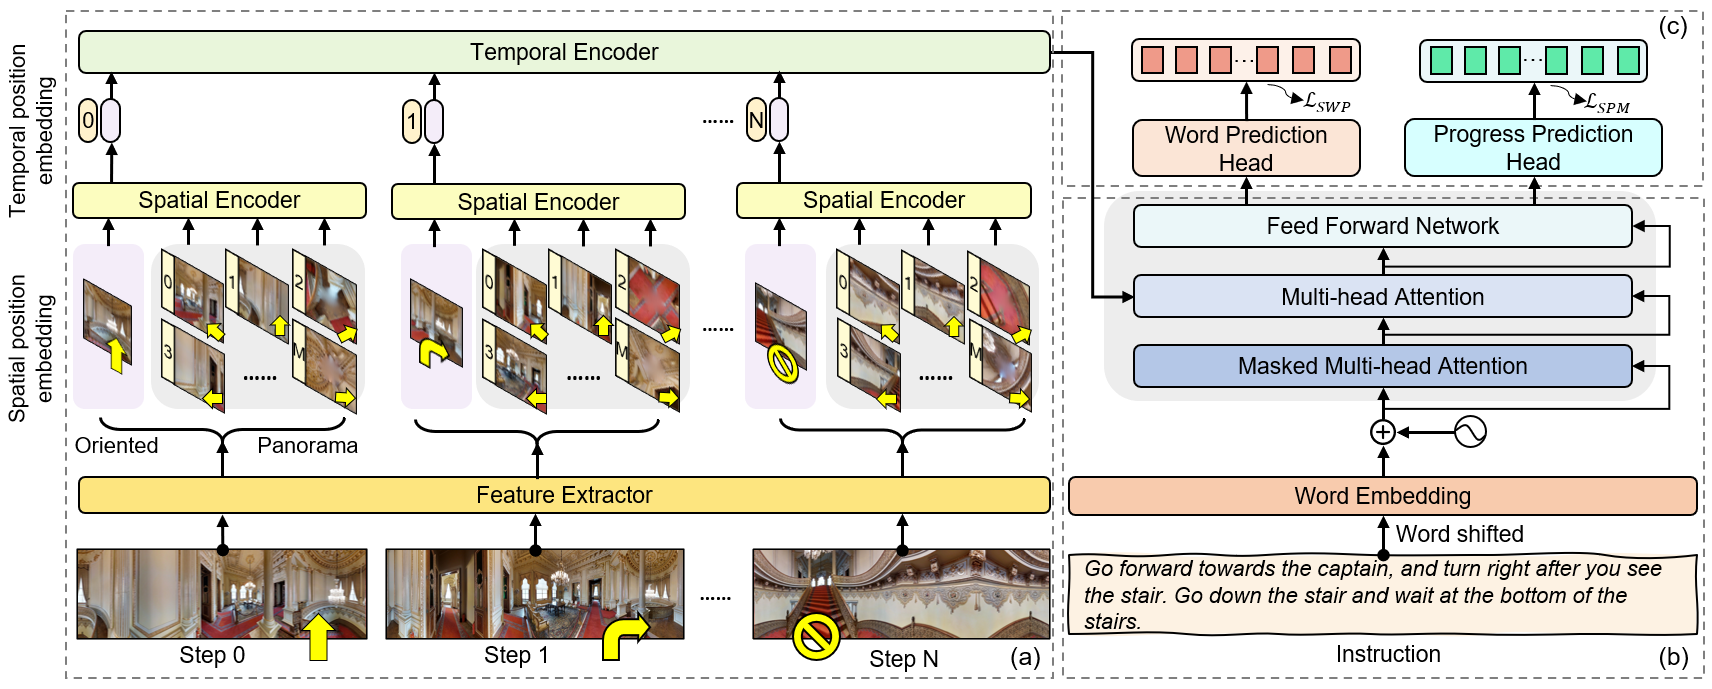 Temporal position
embedding
Spatial position
embedding
Temporal Encoder
0
1
......
N
Spatial Encoder
Spatial Encoder
Spatial Encoder
0
1
2
3
......
M
0
1
2
3
......
M
......
0
1
2
3
......
M
Oriented
Panorama
Feature Extractor
......
Step 0
Step 1
Step N
(a)
(c)
...
...
ℒSWP
ℒSPM
Word Prediction
Head
Progress Prediction
Head
Feed Forward Network
Multi-head Attention
Masked Multi-head Attention
Word Embedding
Word shifted
Go forward towards the captain, and turn right after you see
the stair. Go down the stair and wait at the bottom of the
stairs.
Instruction
(b)